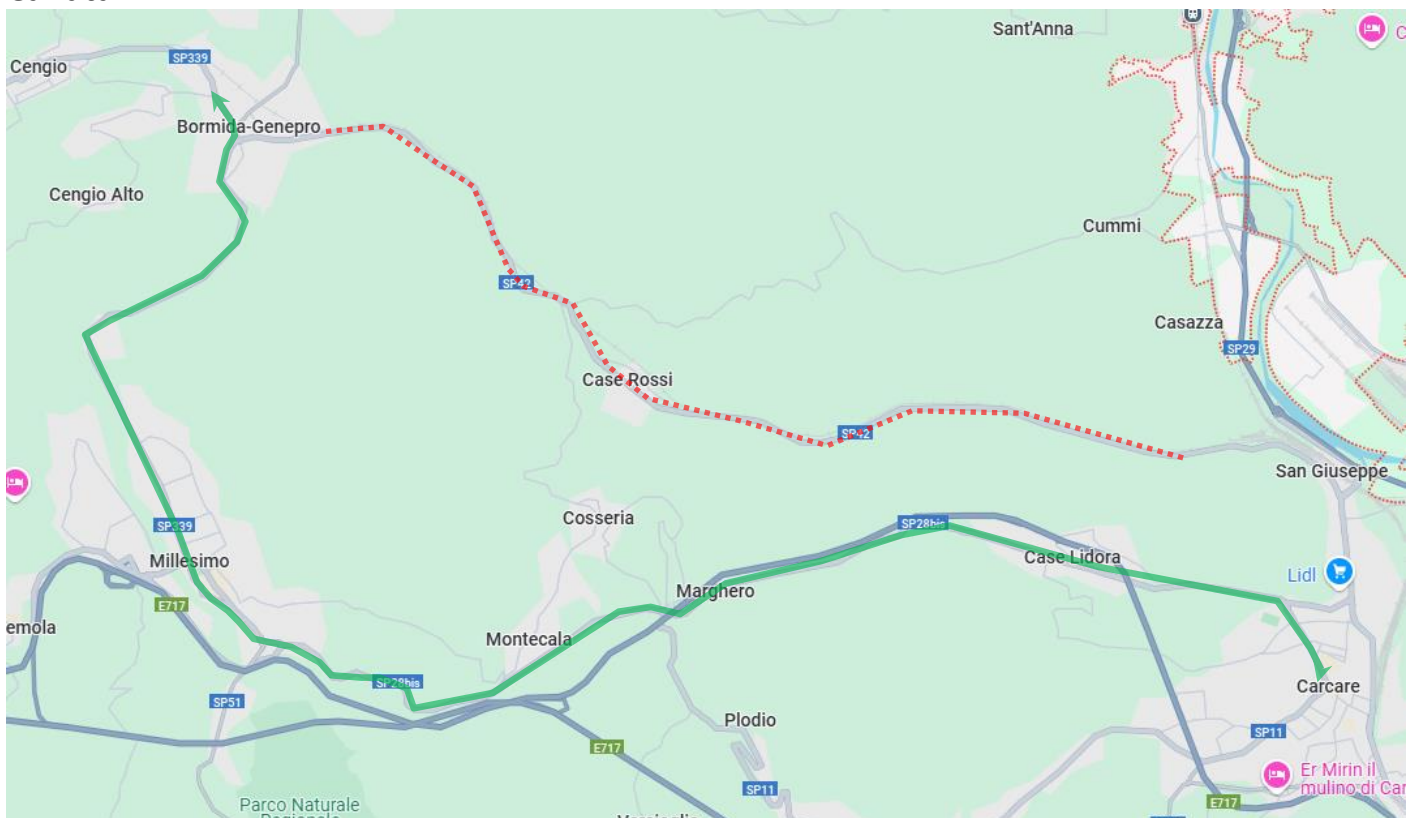 Sant'Anna
SP339
Cengio
Bormida-Genepro
Cengio Alto
Cummi
SP42
Casazza
SP29
Case Rossi
SP42
San Giuseppe
Cosseria
SP28bis
SP339
Millesimo
Case Lidora
Lidl
Marghero
E717
emola
Montecala
SP28bis
Carcare
SP51
Plodio
SP11
E717
Er Mirin il
mulino di Car
SP11
E717
Parco Naturale